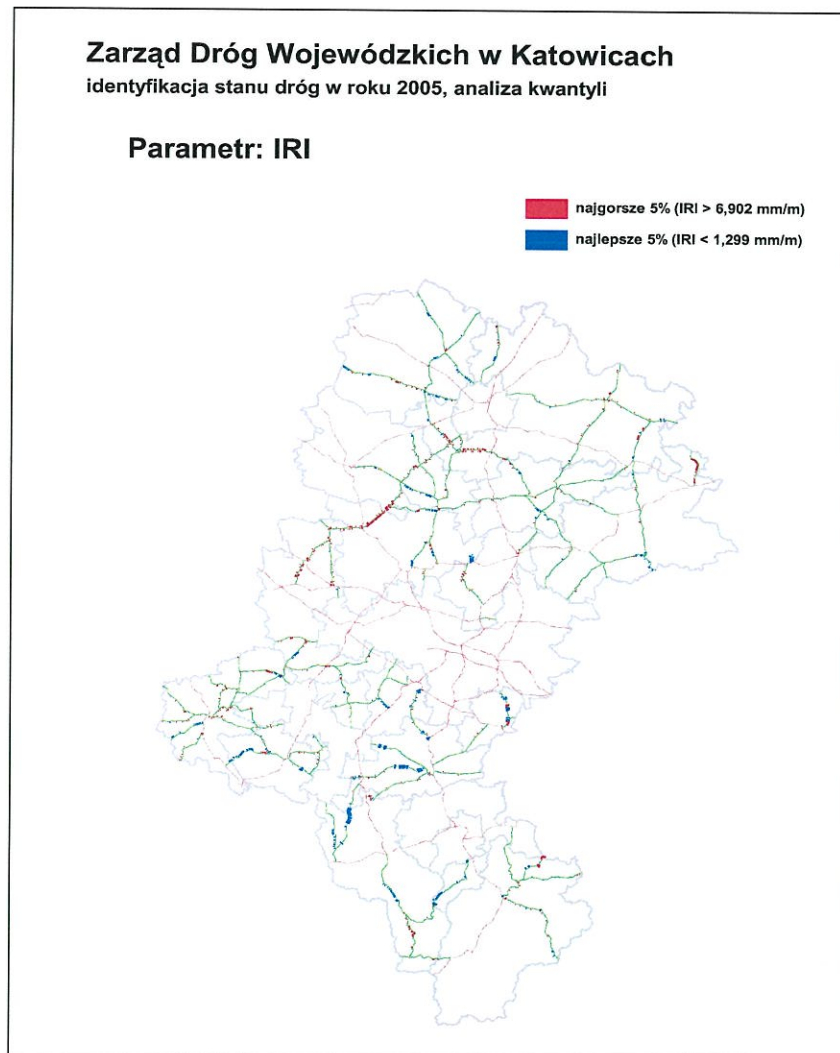 Zarząd Dróg Wojewódzkich w Katowicach
identyfikacja stanu dróg w roku 2005, analiza kwantyli
Parametr: IRI
najgorsze 5% (IRI > 6,902 mm/m)
najlepsze 5% (IRI < 1,299 mm/m)